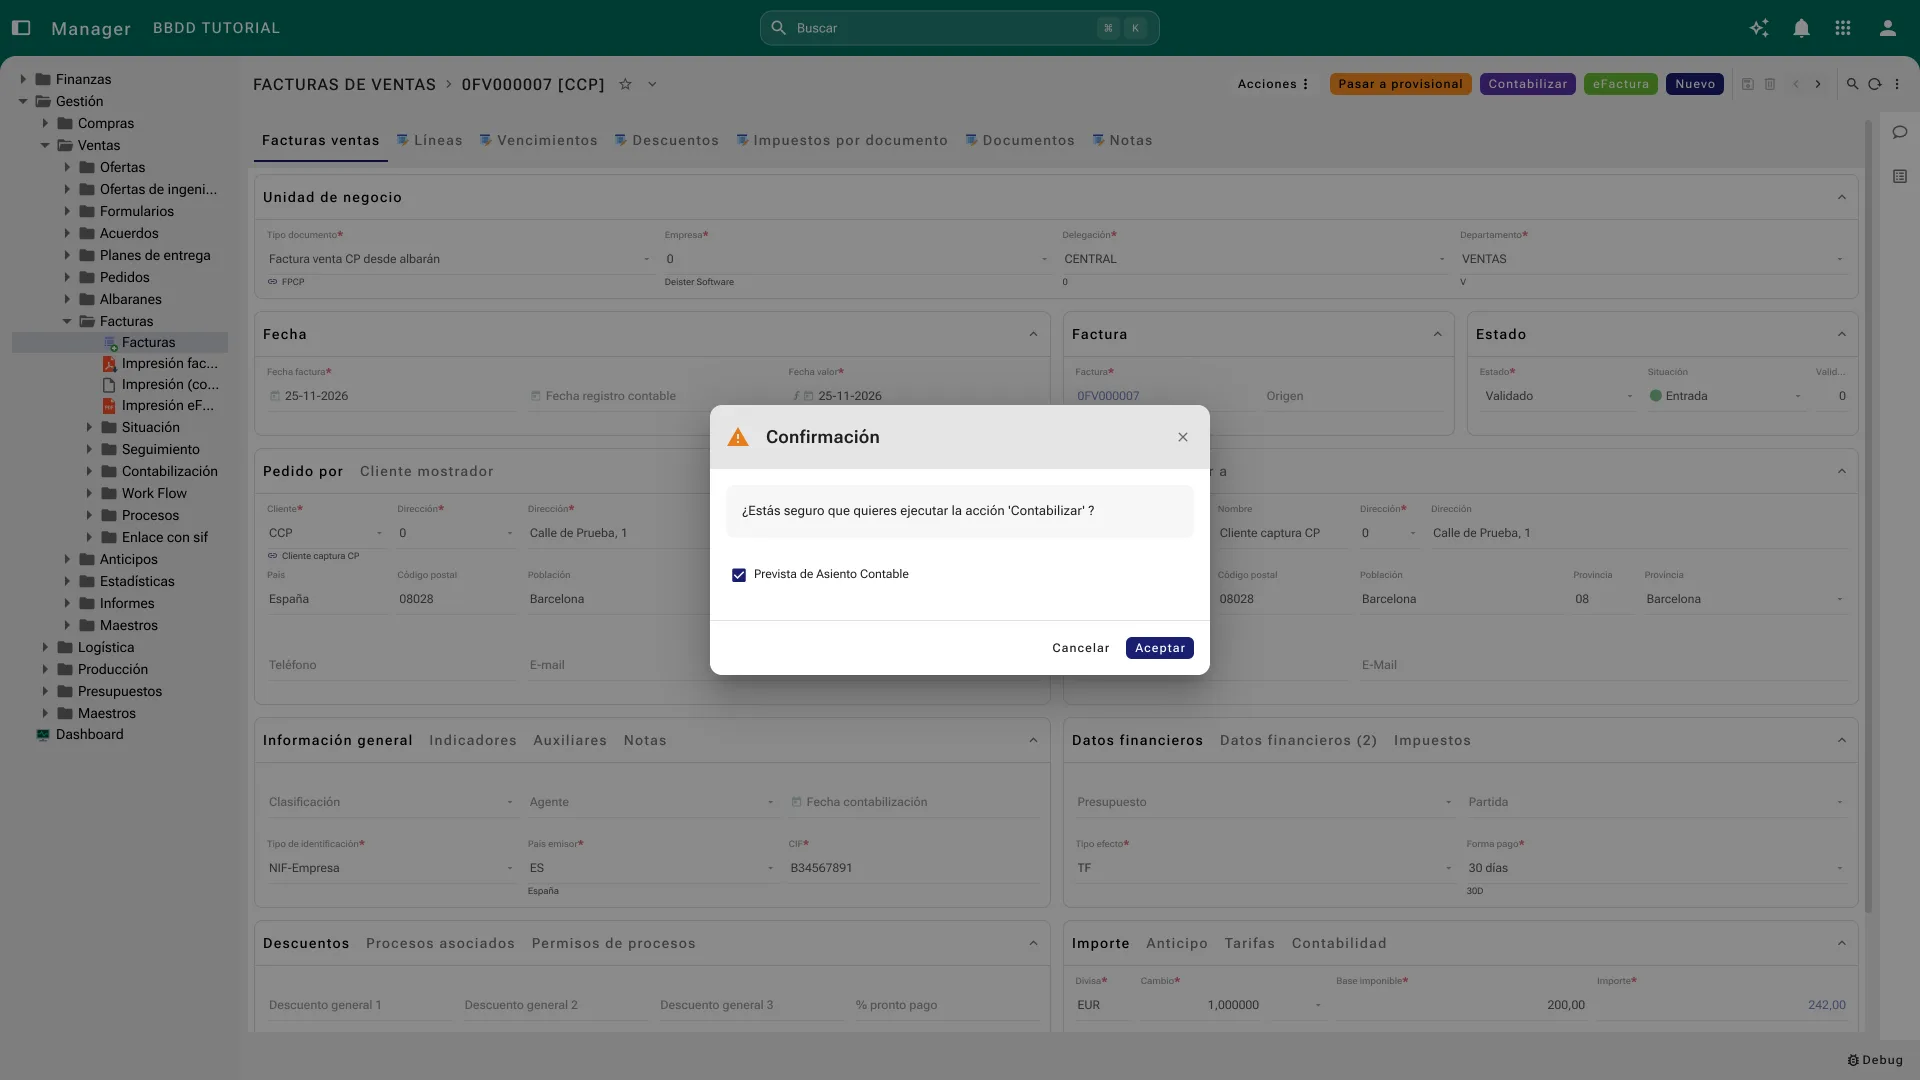 Manager
BBDD TUTORIAL
Buscar
⌘ K
Finanzas
Gestión
Compras
Ventas
Ofertas
Ofertas de ingeni...
Formularios
Acuerdos
Planes de entrega
Pedidos
Albaranes
Facturas
Facturas
Impresión fac...
Impresión (co...
Impresión eF...
Situación
Seguimiento
Contabilización
Work Flow
Procesos
Enlace con sif
Anticipos
Estadísticas
Informes
Maestros
Logística
Producción
Presupuestos
Maestros
Dashboard
FACTURAS DE VENTAS › 0FV000007 [CCP]
Acciones
Pasar a provisional
Contabilizar
eFactura
Nuevo
Facturas ventas
Líneas
Vencimientos
Descuentos
Impuestos por documento
Documentos
Notas
Unidad de negocio
Tipo documento*
Empresa*
Delegación*
Departamento*
Factura venta CP desde albarán
0
CENTRAL
VENTAS
FPCP
Deister Software
0
V
Fecha
Fecha factura*
Fecha valor*
25-11-2026
Fecha registro contable
25-11-2026
Factura
Factura*
0FV000007
Origen
Estado
Estado*
Situación
Valid...
Validado
Entrada
0
Pedido por
Cliente mostrador
Cliente*
Dirección*
Dirección*
CCP
0
Calle de Prueba, 1
Cliente captura CP
País
Código postal
Población
España
08028
Barcelona
Teléfono
E-mail
r a
Nombre
Dirección*
Dirección
Cliente captura CP
0
Calle de Prueba, 1
Código postal
Población
Provincia
Provincia
08028
Barcelona
08
Barcelona
E-Mail
Confirmación
¿Estás seguro que quieres ejecutar la acción 'Contabilizar' ?
Prevista de Asiento Contable
Cancelar
Aceptar
Información general
Indicadores
Auxiliares
Notas
Clasificación
Agente
Fecha contabilización
Tipo de identificación*
País emisor*
CIF*
NIF-Empresa
ES
B34567891
España
Datos financieros
Datos financieros (2)
Impuestos
Presupuesto
Partida
Tipo efecto*
Forma pago*
TF
30 días
30D
Descuentos
Procesos asociados
Permisos de procesos
Descuento general 1
Descuento general 2
Descuento general 3
% pronto pago
Importe
Anticipo
Tarifas
Contabilidad
Divisa*
Cambio*
Base imponible*
Importe*
EUR
1,000000
200,00
242,00
Debug